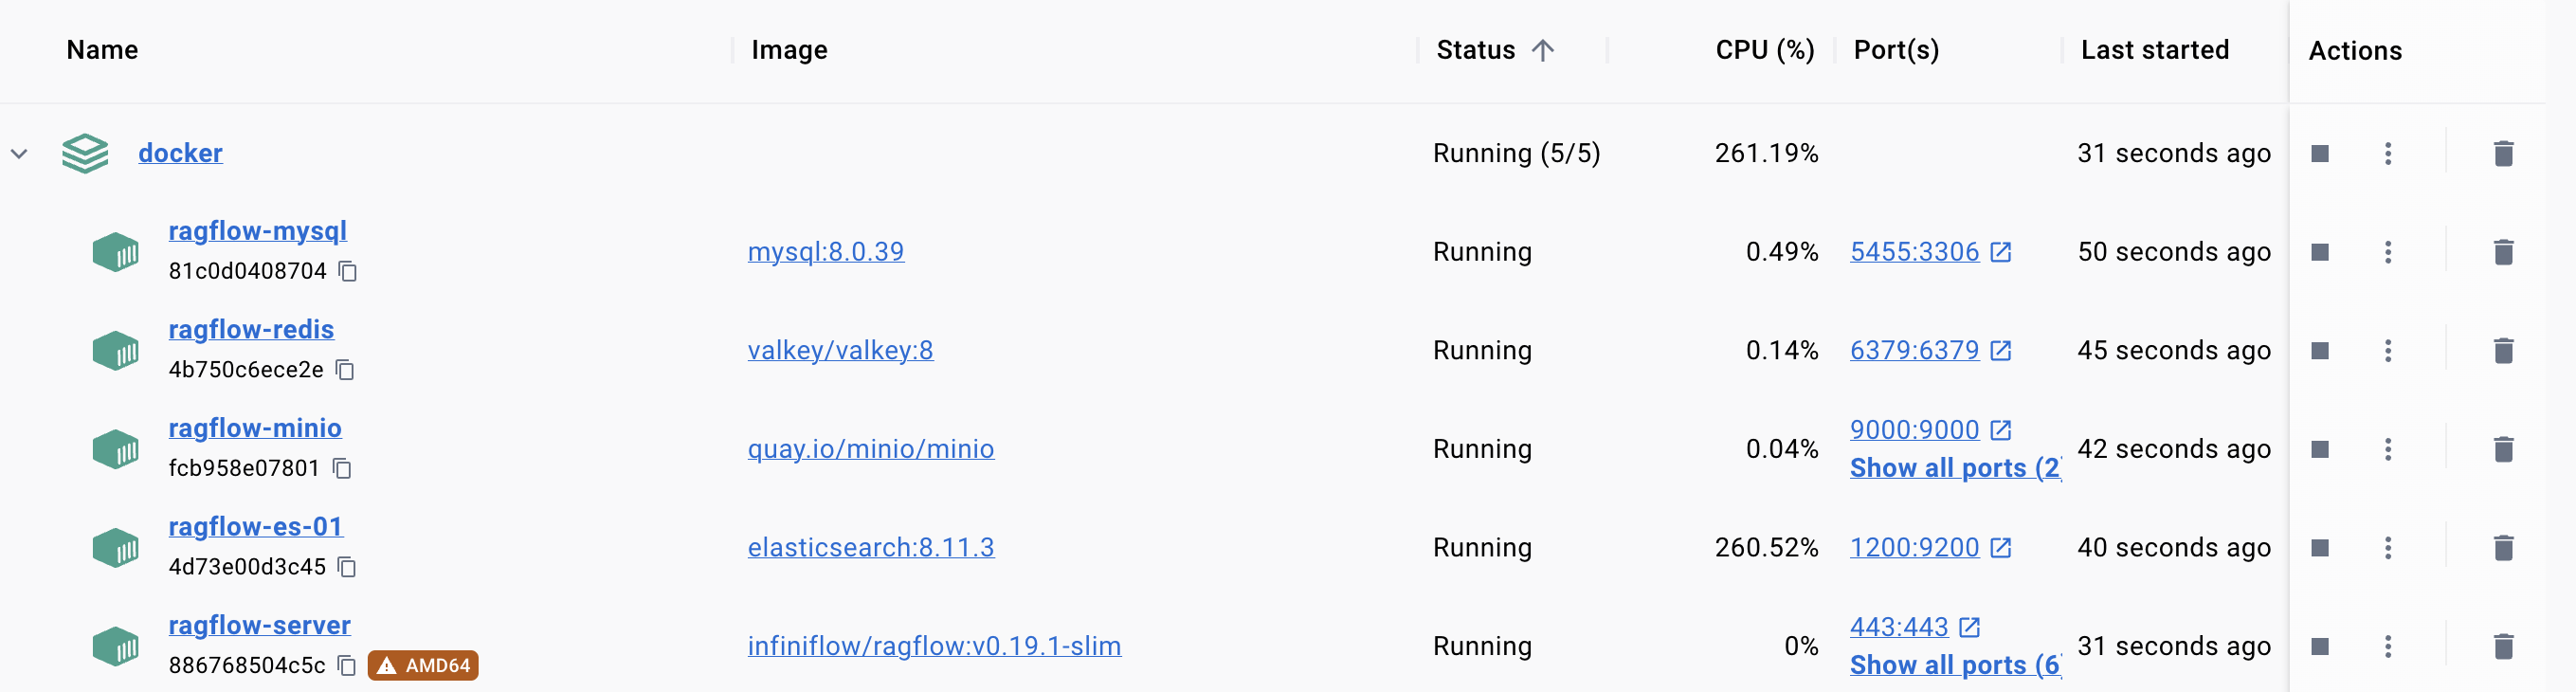 Name Image Status CPU (%) Port(s) Last started Actions
docker Running (5/5) 261.19% 31 seconds ago
ragflow-mysql
81c0d0408704
mysql:8.0.39 Running 0.49% 5455:3306 50 seconds ago
ragflow-redis
4b750c6ece2e
valkey/valkey:8 Running 0.14% 6379:6379 45 seconds ago
ragflow-minio
fcb958e07801
quay.io/minio/minio Running 0.04% 9000:9000 42 seconds ago
Show all ports (2
ragflow-es-01
4d73e00d3c45
elasticsearch:8.11.3 Running 260.52% 1200:9200 40 seconds ago
ragflow-server
886768504c5c AMD64
infiniflow/ragflow:v0.19.1-slim Running 0% 443:443 31 seconds ago
Show all ports (6